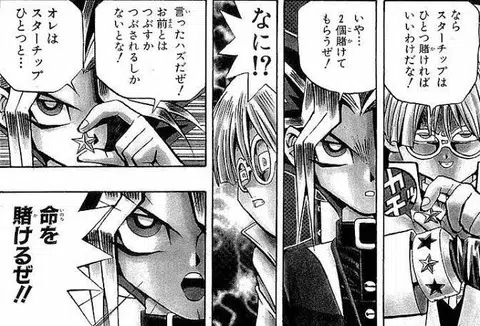 なら
スターチップは
ひとつ賭ければ
いいわけだな!
ギュッ
いや…
2個賭けて
もらうぜ!
なに!?
言ったハズだぜ!
お前とは
つぶすか
つぶされるしか
ないとな!
オレは
スターチップ
ひとつと…
命を
賭けるぜ!!